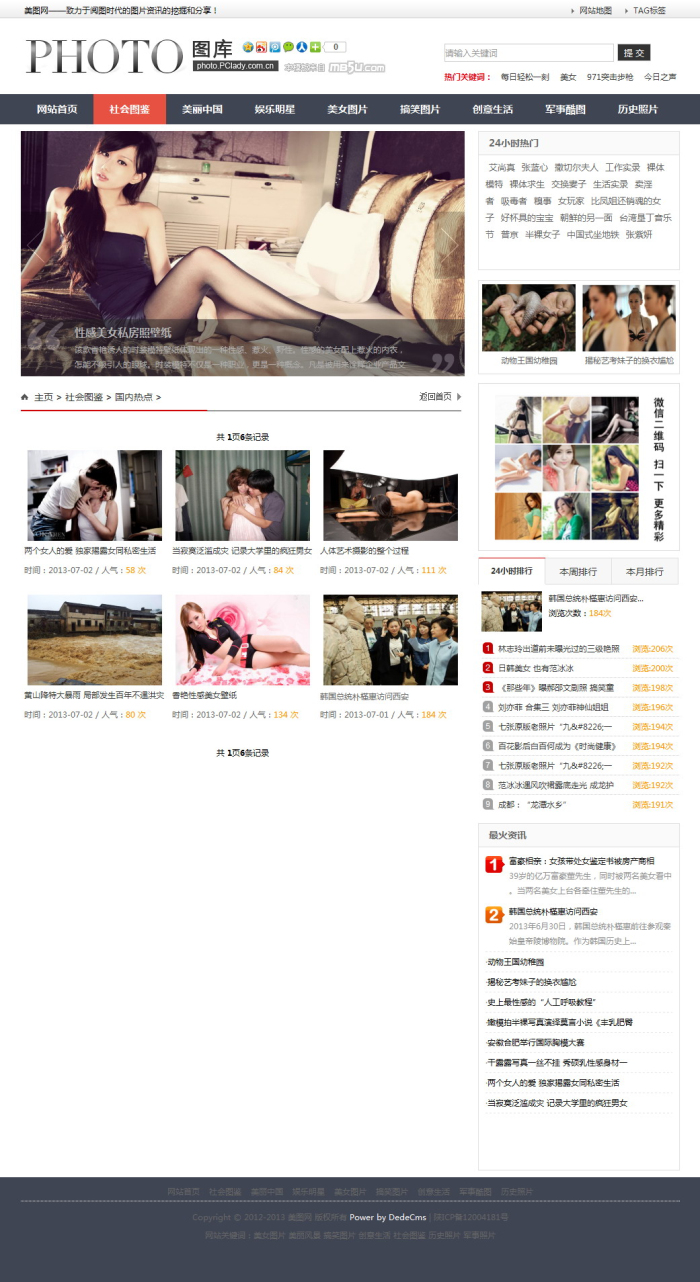 美图网——致力于阅图时代的图片资讯的挖掘和分享！
网站地图 TAG标签
PHOTO 图库
photo.PClady.com.cn
0
本模板来自 mb5u.com
请输入关键词 提 交
热门关键词： 每日轻松一刻 美女 971突击步枪 今日之声
网站首页 社会图鉴 美丽中国 娱乐明星 美女图片 搞笑图片 创意生活 军事酷图 历史照片
性感美女私房照壁纸
24小时热门
艾尚真 张蓝心 撒切尔夫人 工作实录 裸体
模特 裸体求生 交换妻子 生活实录 卖淫
者 吸毒者 糗事 女玩家 比凤姐还销魂的女
子 好杯具的宝宝 朝鲜的另一面 台湾垦丁音乐
节 普京 半裸女子 中国式坐地铁 张紫妍
动物王国幼稚园 揭秘艺考妹子的换衣尴尬
微信二维码 扫一下 更多精彩
主页 > 社会图鉴 > 国内热点 >
返回首页
共 1页6条记录
两个女人的爱 独家揭露女同私密生活
时间：2013-07-02 / 人气：58 次
当寂寞泛滥成灾 记录大学里的疯狂男女
时间：2013-07-02 / 人气：84 次
人体艺术摄影的整个过程
时间：2013-07-02 / 人气：111 次
黄山降特大暴雨 局部发生百年不遇洪灾
时间：2013-07-02 / 人气：80 次
香艳性感美女壁纸
时间：2013-07-02 / 人气：134 次
韩国总统朴槿惠访问西安
时间：2013-07-01 / 人气：184 次
共 1页6条记录
24小时排行 本周排行 本月排行
韩国总统朴槿惠访问西安...
浏览次数：184次
1 林志玲出道前未曝光过的三级艳照 浏览:206次
2 日韩美女 也有范冰冰 浏览:200次
3 《那些年》曝郝邵文剧照 搞笑童 浏览:198次
4 刘亦菲 合集三 刘亦菲神仙姐姐 浏览:196次
5 七张原版老照片“九&#8226;一 浏览:194次
6 百花影后白百何成为《时尚健康》 浏览:194次
7 七张原版老照片“九&#8226;一 浏览:192次
8 范冰冰遇风吹裙露底走光 成龙护 浏览:192次
9 成都：“龙潭水乡” 浏览:191次
最火资讯
1 富豪相亲：女孩带处女鉴定书被房产商相
39岁的亿万富豪董先生，同时被两名美女看中
。当两名美女上台各牵住董先生的...
2 韩国总统朴槿惠访问西安
2013年6月30日，韩国总统朴槿惠前往参观秦
始皇帝陵博物院。作为韩国历史上...
·动物王国幼稚园
·揭秘艺考妹子的换衣尴尬
·史上最性感的“人工呼吸教程”
·嫩模拍半裸写真演绎莫言小说《丰乳肥臀
·安徽合肥举行国际胸模大赛
·干露露写真一丝不挂 秀硕乳性感身材一
·两个女人的爱 独家揭露女同私密生活
·当寂寞泛滥成灾 记录大学里的疯狂男女
网站首页 社会图鉴 美丽中国 娱乐明星 美女图片 搞笑图片 创意生活 军事酷图 历史照片
Copyright © 2012-2013 美图网 版权所有 Power by DedeCms | 陕ICP备12004181号
网站关键词：美女图片 美丽风景 搞笑图片 创意生活 社会图鉴 历史照片 军事照片